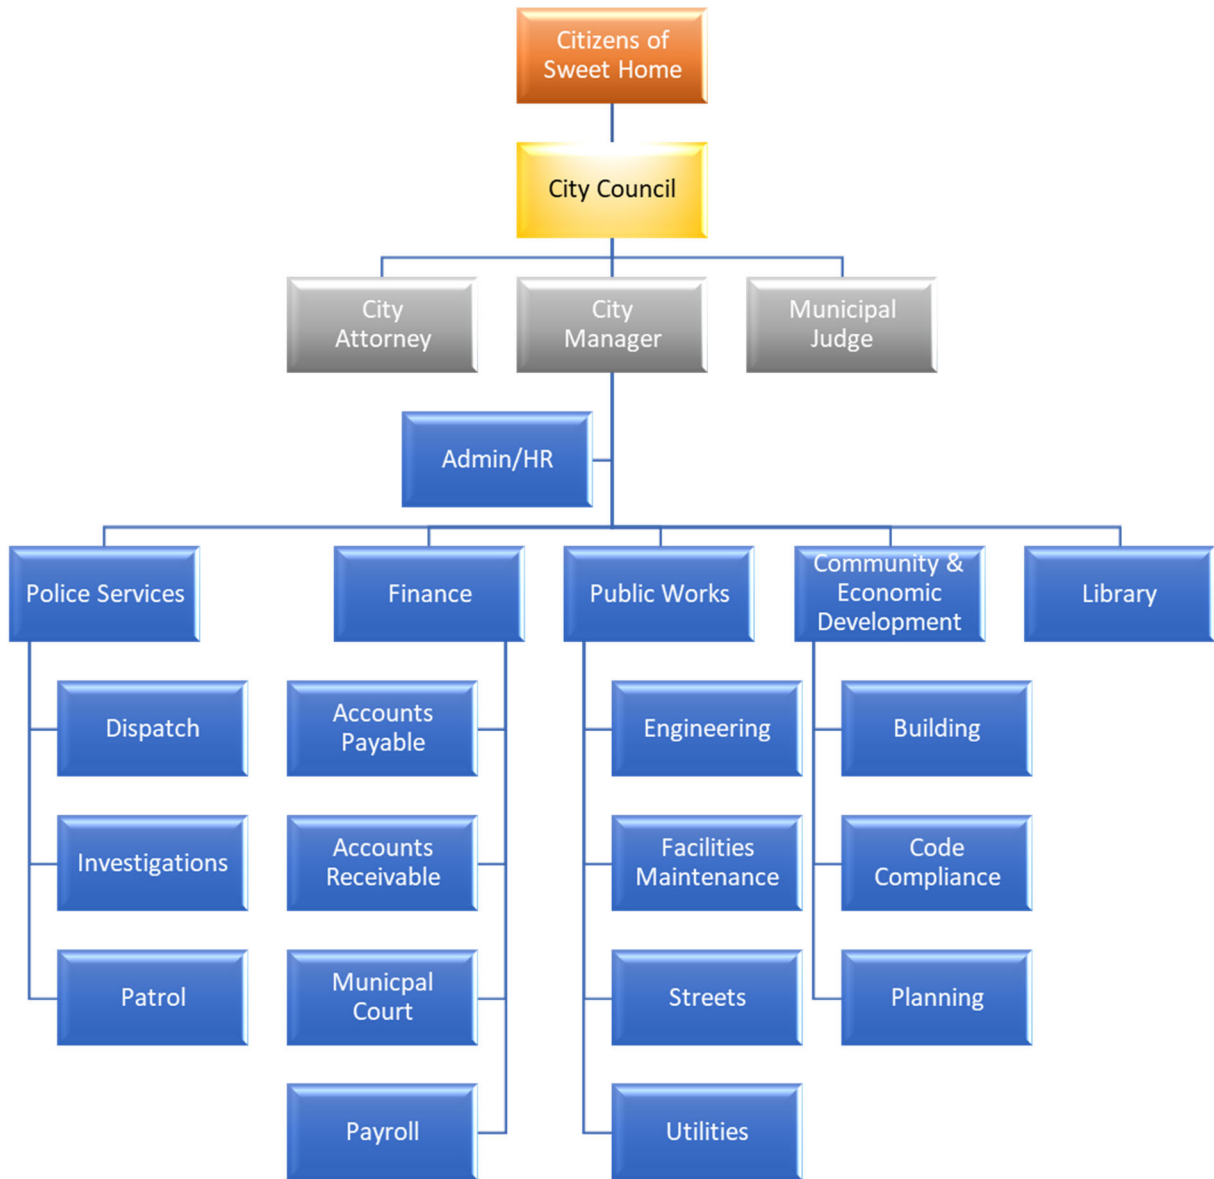 Citizens of
Sweet Home
City Council
City
Attorney
City
Manager
Municipal
Judge
Admin/HR
Police Services
Finance
Public Works
Community &
Economic
Development
Library
Dispatch
Accounts
Payable
Engineering
Building
Investigations
Accounts
Receivable
Facilities
Maintenance
Code
Compliance
Patrol
Municpal
Court
Streets
Planning
Payroll
Utilities